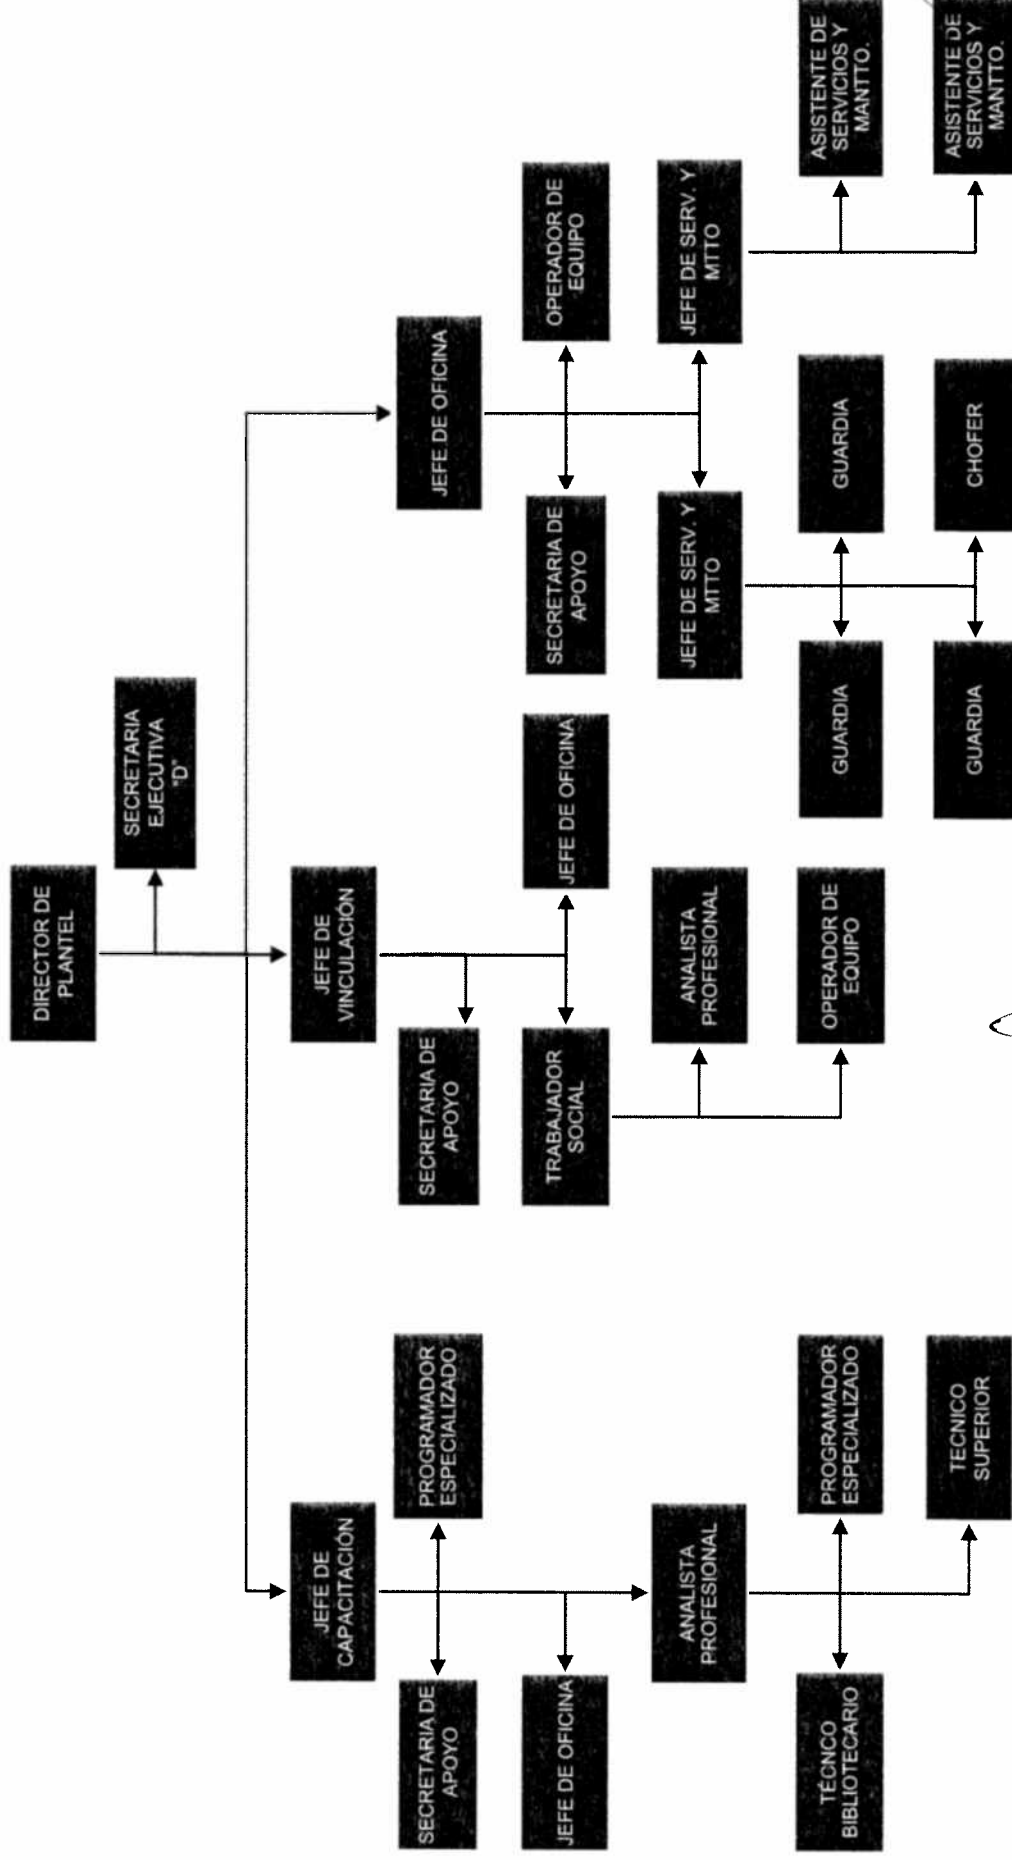 DIRECTOR DE
PLANTEL
SECRETARIA
EJECUTIVA
"D"
JEFE DE
CAPACITACIÓN
JEFE DE
VINCULACIÓN
JEFE DE OFICINA
SECRETARIA DE
APOYO
PROGRAMADOR
ESPECIALIZADO
SECRETARIA DE
APOYO
JEFE DE OFICINA
TRABAJADOR
SOCIAL
JEFE DE OFICINA
SECRETARIA DE
APOYO
OPERADOR DE
EQUIPO
ANALISTA
PROFESIONAL
ANALISTA
PROFESIONAL
JEFE DE SERV. Y
MTTO
JEFE DE SERV. Y
MTTO
TÉCNCO
BIBLIOTECARIO
PROGRAMADOR
ESPECIALIZADO
OPERADOR DE
EQUIPO
GUARDIA
GUARDIA
ASISTENTE DE
SERVICIOS Y
MANTTO.
TECNICO
SUPERIOR
GUARDIA
CHOFER
ASISTENTE DE
SERVICIOS Y
MANTTO.